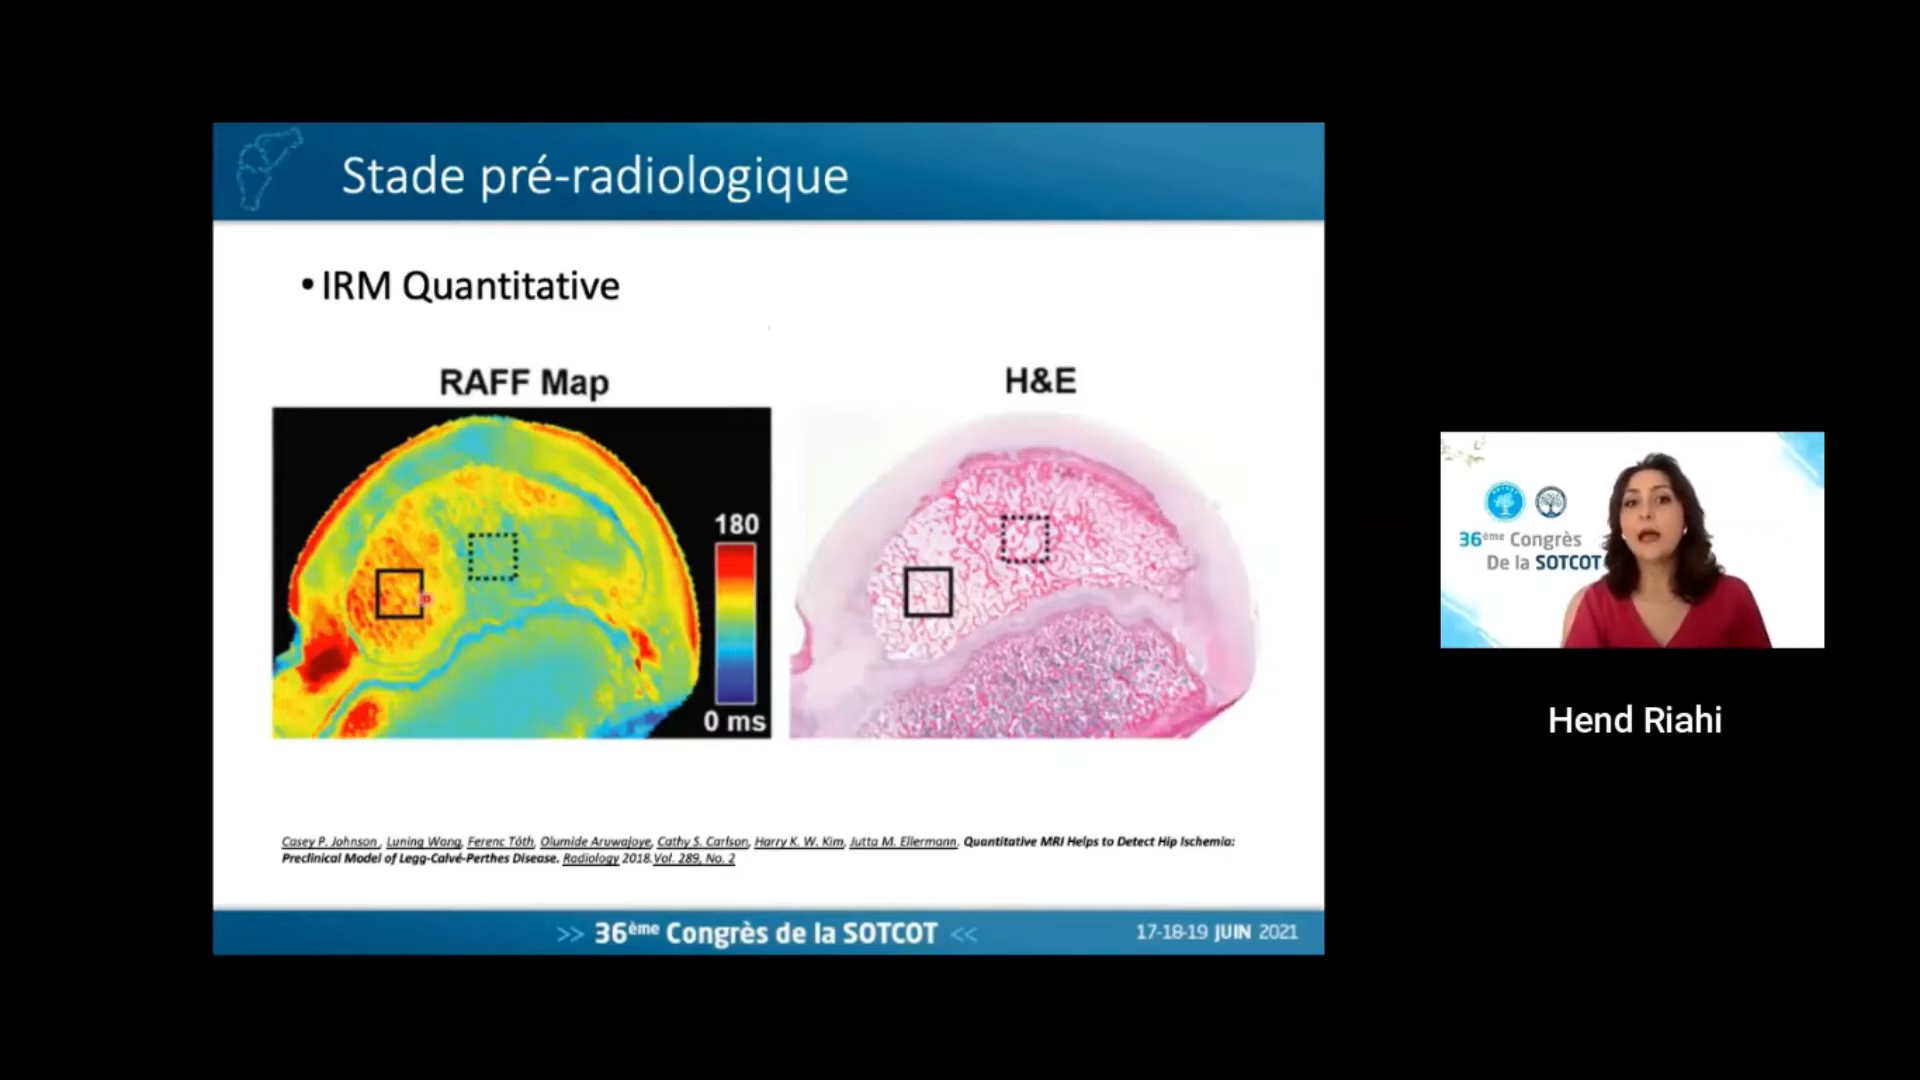 Stade pré-radiologique
• IRM Quantitative
RAFF Map
H&E
180
0 ms
Casey P. Johnson , Luning Wang, Ferenc Tóth, Olumide Aruwajoye, Cathy S. Carlson, Harry K. W. Kim, Jutta M. Ellermann. Quantitative MRI Helps to Detect Hip Ischemia:
Preclinical Model of Legg-Calvé-Perthes Disease. Radiology 2018.Vol. 289, No. 2
>> 36ème Congrès de la SOTCOT <<
17-18-19 JUIN 2021
36ème Congrès
De la SOTCOT
Hend Riahi